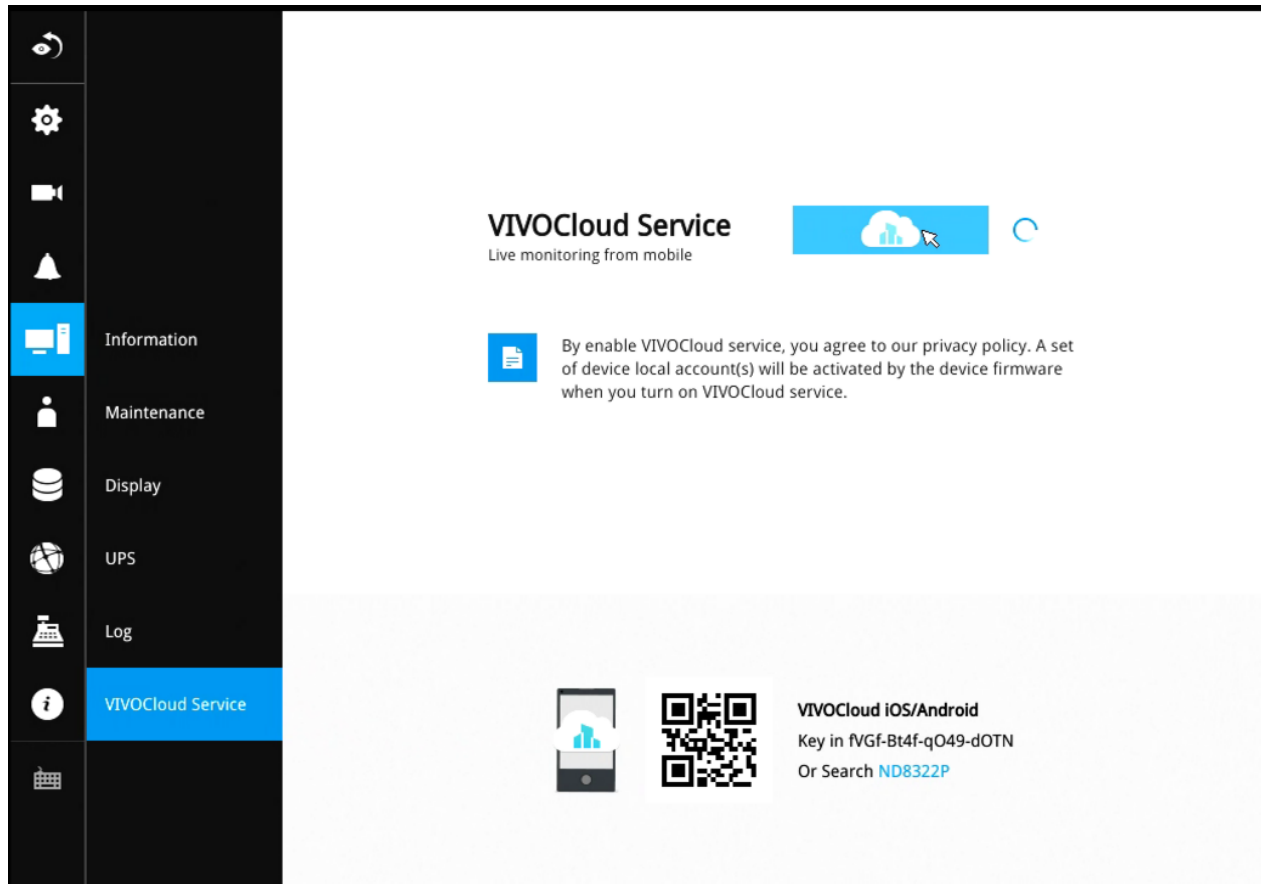 VIVOCloud Service
Live monitoring from mobile
By enable VIVOCloud service, you agree to our privacy policy. A set
of device local account(s) will be activated by the device firmware
when you turn on VIVOCloud service.
Information
Maintenance
Display
UPS
Log
VIVOCloud Service
VIVOCloud iOS/Android
Key in fVGf-Bt4f-qO49-dOTN
Or Search ND8322P